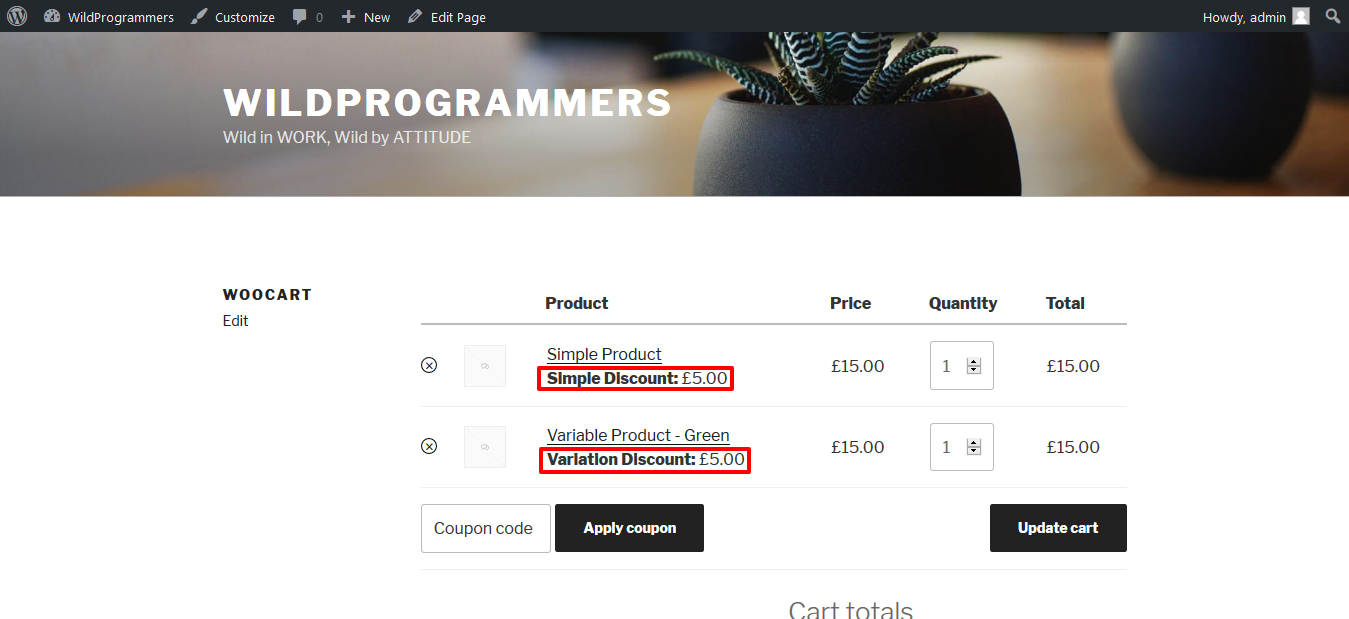 WildProgrammers Customize 0 New Edit Page Howdy, admin
WILDPROGRAMMERS
Wild in WORK, Wild by ATTITUDE
WOOCART
Edit
Product Price Quantity Total
Simple Product
Simple Discount: £5.00
£15.00 1 £15.00
Variable Product - Green
Variation Discount: £5.00
£15.00 1 £15.00
Coupon code Apply coupon Update cart
Cart totals